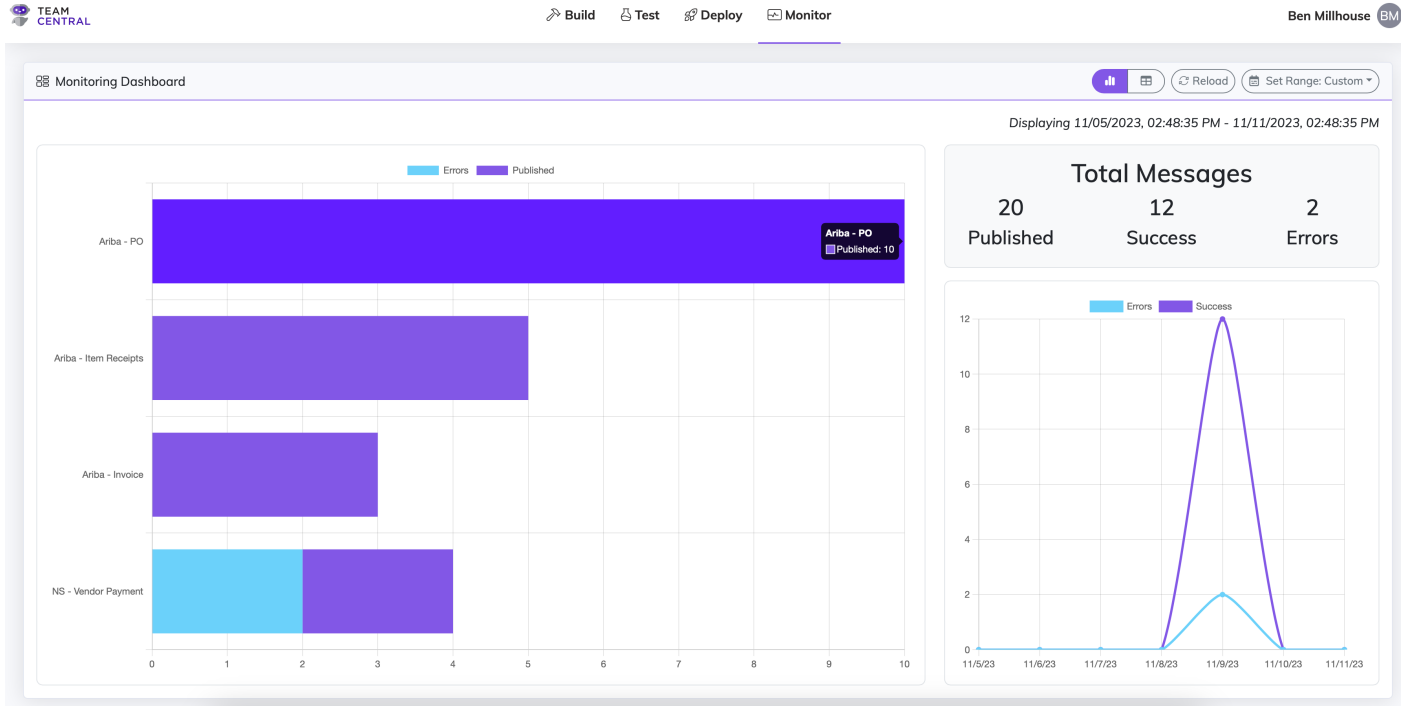 TEAM
CENTRAL
Build Test Deploy Monitor
Ben Millhouse BM
Monitoring Dashboard
Reload Set Range: Custom
Displaying 11/05/2023, 02:48:35 PM - 11/11/2023, 02:48:35 PM
Errors Published
Ariba - PO
Ariba - PO
Published: 10
Ariba - Item Receipts
Ariba - Invoice
NS - Vendor Payment
0 1 2 3 4 5 6 7 8 9 10
Total Messages
20 12 2
Published Success Errors
Errors Success
12
10
8
6
4
2
0
11/5/23 11/6/23 11/7/23 11/8/23 11/9/23 11/10/23 11/11/23